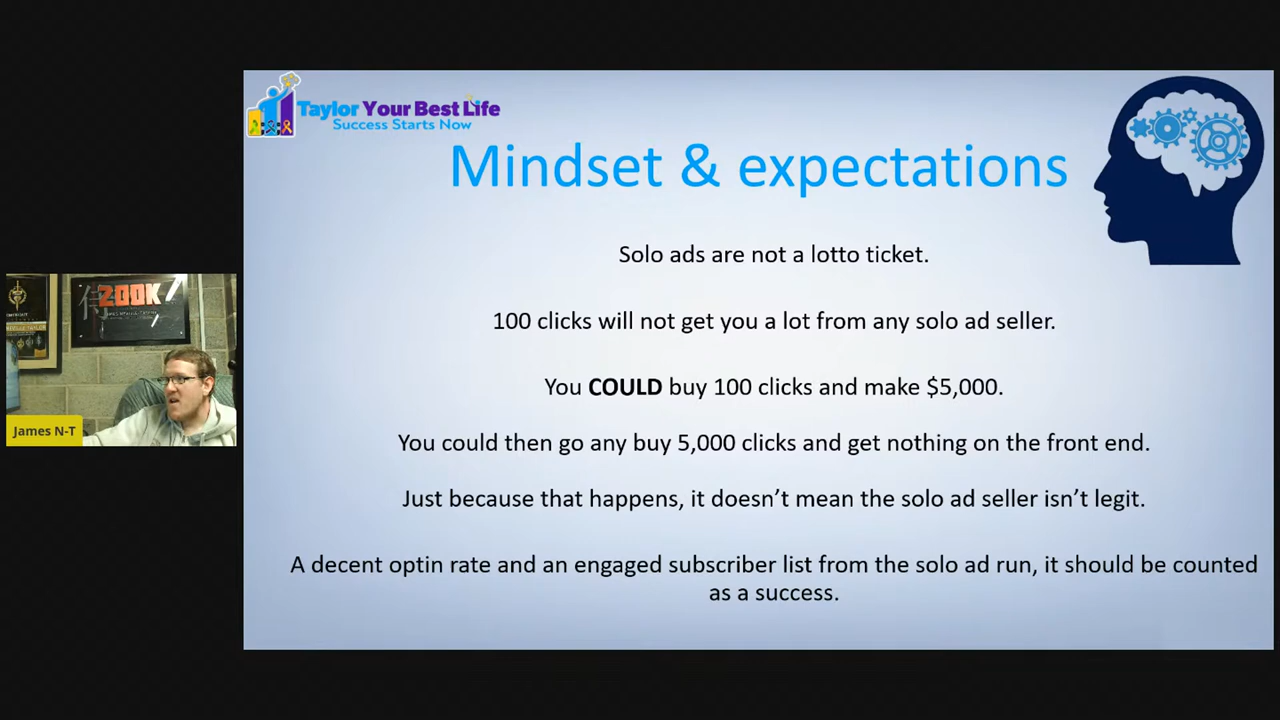 Taylor Your Best Life
Success Starts Now
Mindset & expectations
Solo ads are not a lotto ticket.
100 clicks will not get you a lot from any solo ad seller.
You COULD buy 100 clicks and make $5,000.
You could then go any buy 5,000 clicks and get nothing on the front end.
Just because that happens, it doesn’t mean the solo ad seller isn’t legit.
A decent optin rate and an engaged subscriber list from the solo ad run, it should be counted
as a success.
200K
James N-T